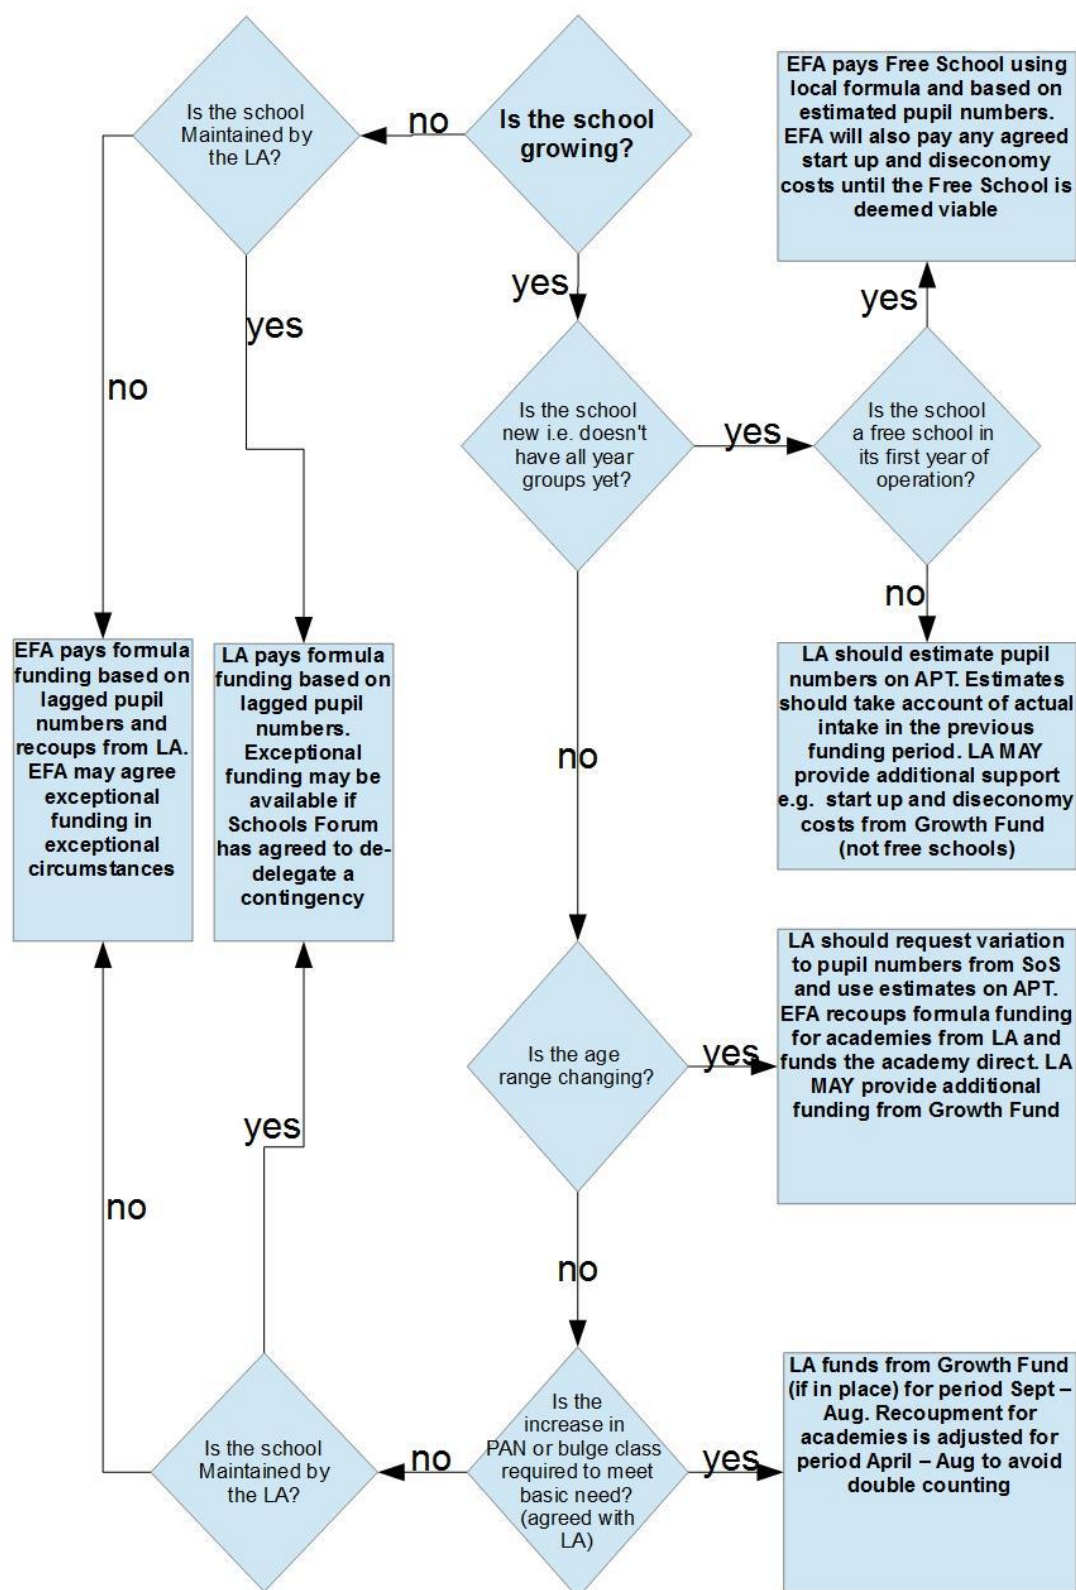 Is the school
Maintained by
the LA?
no
Is the school
growing?
EFA pays Free School using
local formula and based on
estimated pupil numbers.
EFA will also pay any agreed
start up and diseconomy
costs until the Free School is
deemed viable
yes
yes
yes
no
Is the school
new i.e. doesn't
have all year
groups yet?
yes
Is the school
a free school in
its first year of
operation?
no
EFA pays formula
funding based on
lagged pupil
numbers and
recoups from LA.
EFA may agree
exceptional
funding in
exceptional
circumstances
LA pays formula
funding based on
lagged pupil
numbers.
Exceptional
funding may be
available if
Schools Forum
has agreed to de-
delegate a
contingency
no
LA should estimate pupil
numbers on APT. Estimates
should take account of actual
intake in the previous
funding period. LA MAY
provide additional support
e.g. start up and diseconomy
costs from Growth Fund
(not free schools)
Is the age
range changing?
yes
LA should request variation
to pupil numbers from SoS
and use estimates on APT.
EFA recoups formula funding
for academies from LA and
funds the academy direct. LA
MAY provide additional
funding from Growth Fund
yes
no
no
Is the school
Maintained by
the LA?
no
Is the
increase in
PAN or bulge class
required to meet
basic need?
(agreed with
LA)
yes
LA funds from Growth Fund
(if in place) for period Sept –
Aug. Recoupment for
academies is adjusted for
period April – Aug to avoid
double counting